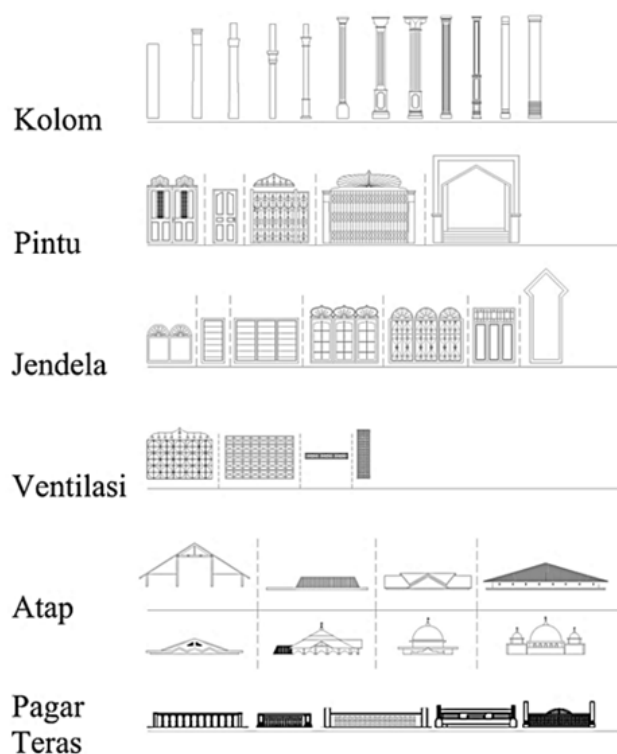 Kolom
Pintu
Jendela
Ventilasi
Atap
Pagar
Teras